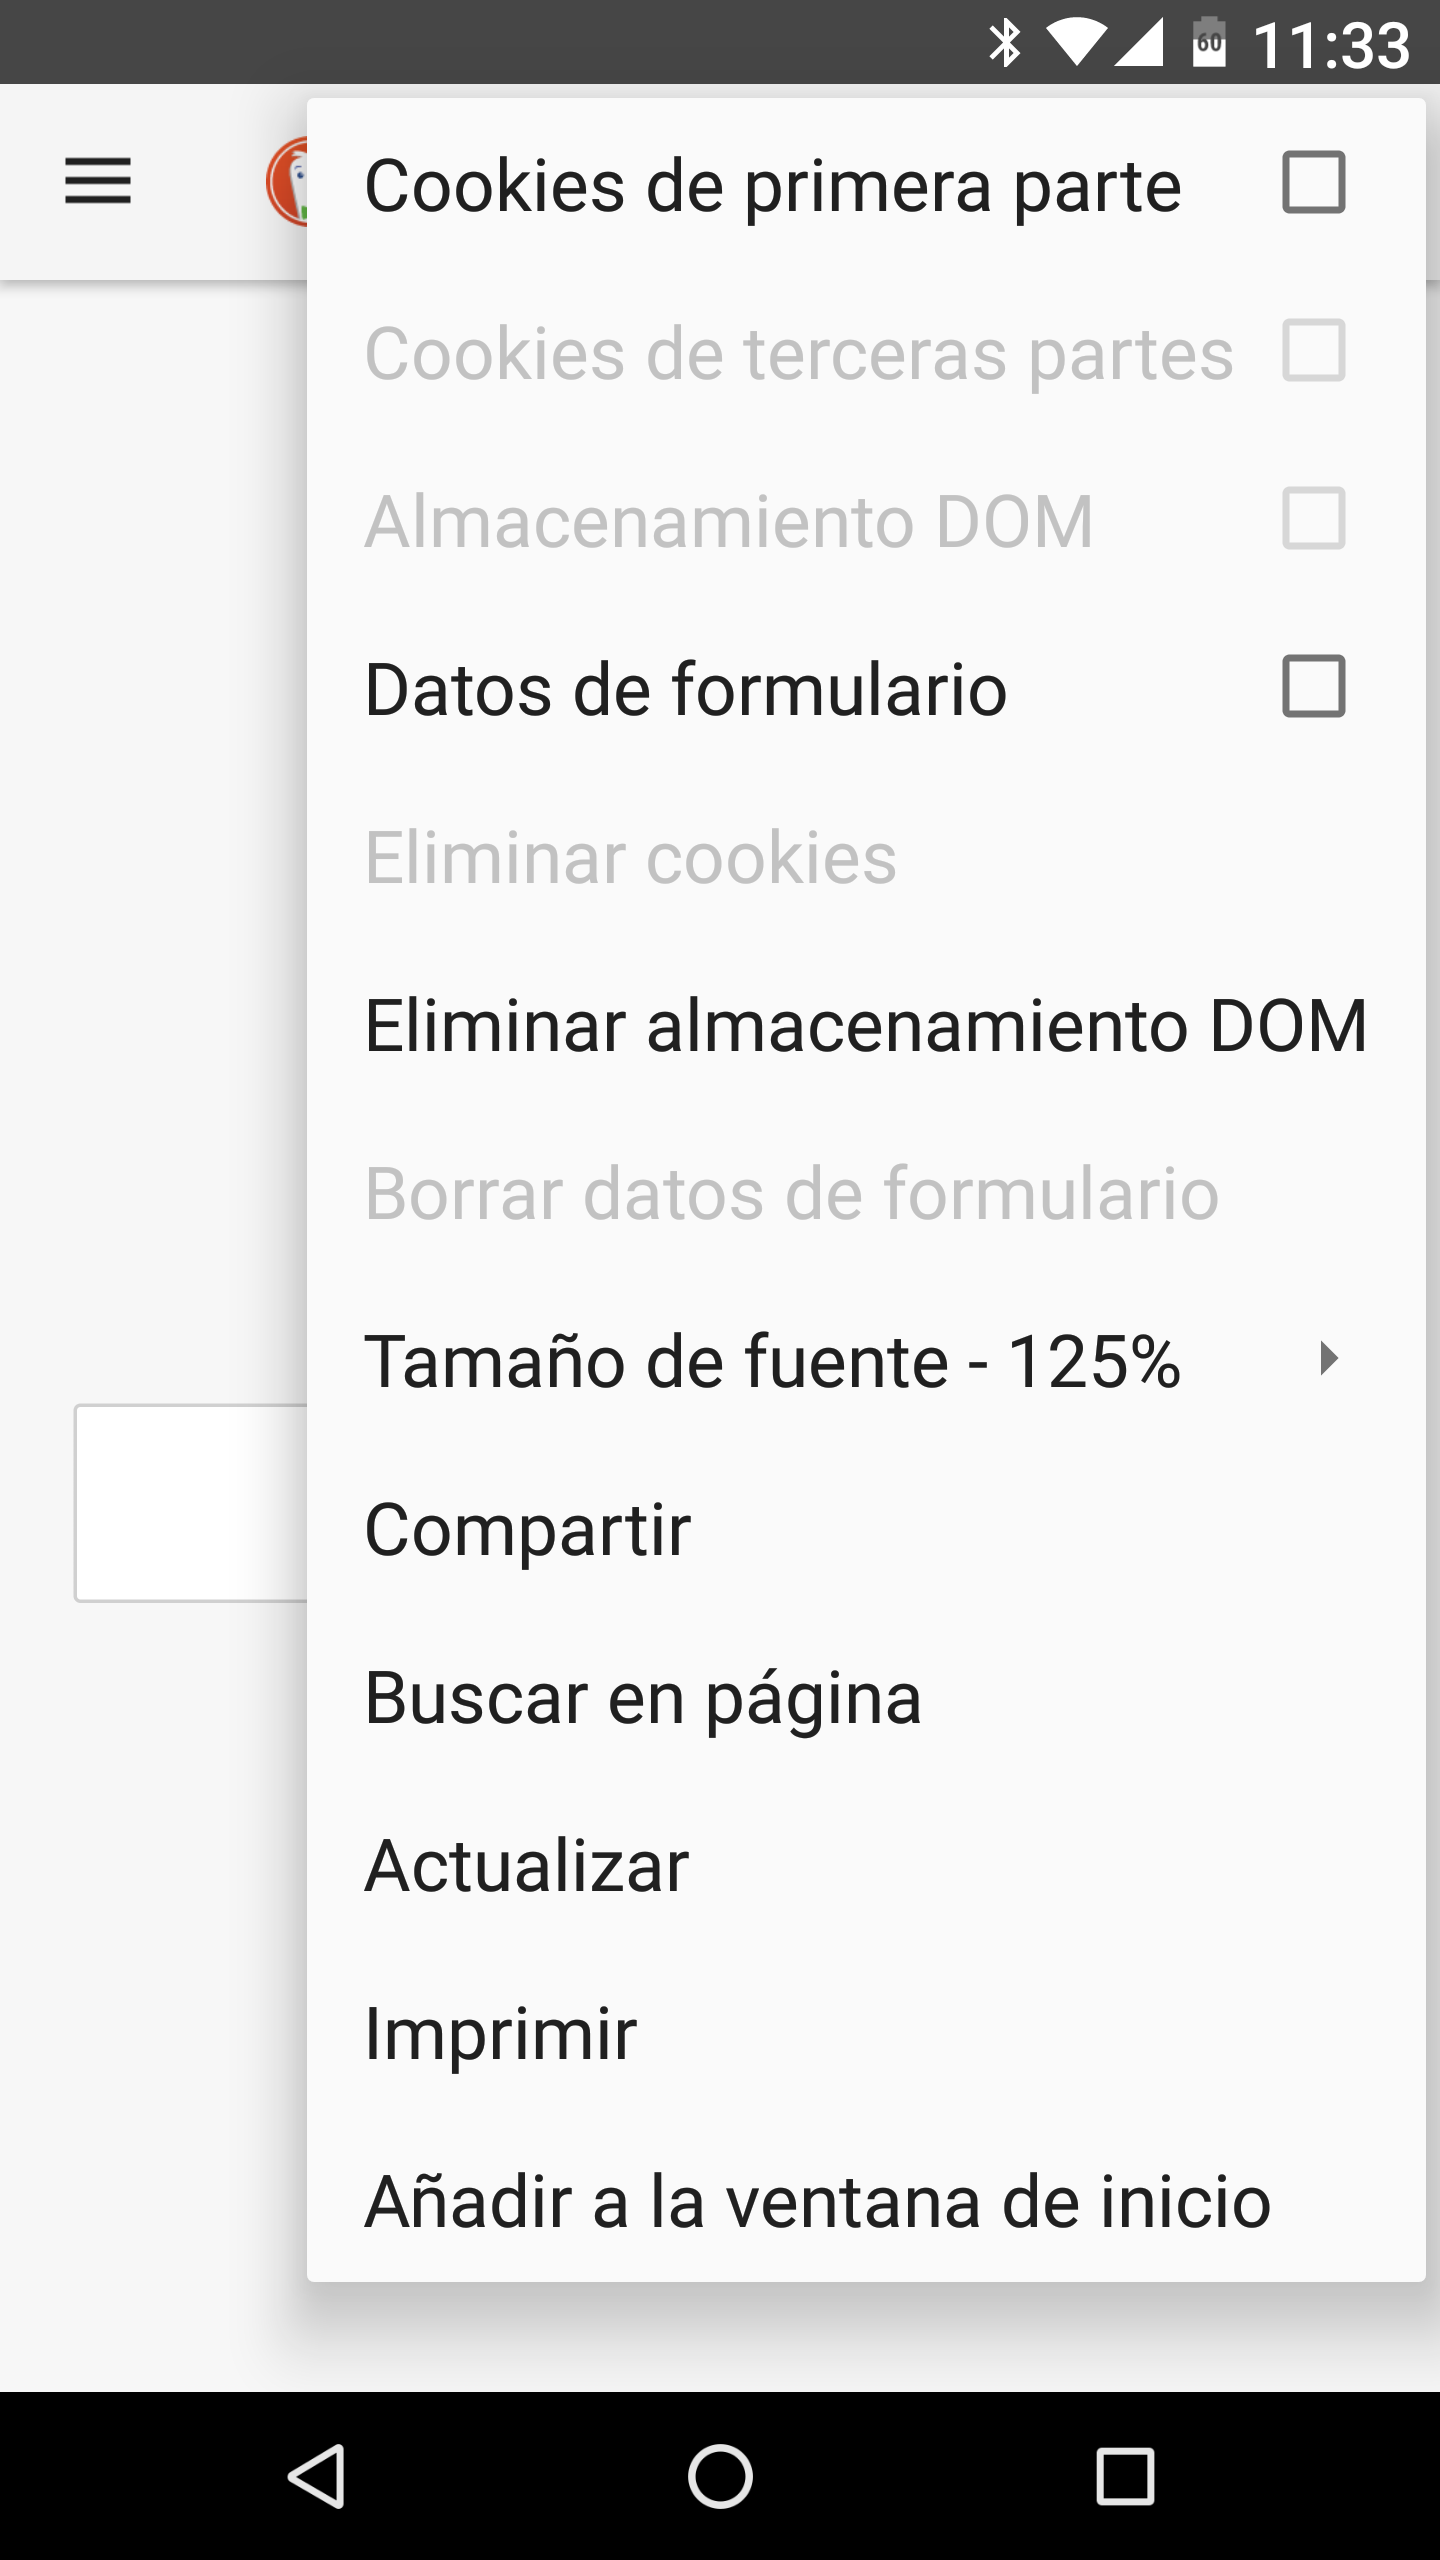 60 11:33
Cookies de primera parte
Cookies de terceras partes
Almacenamiento DOM
Datos de formulario
Eliminar cookies
Eliminar almacenamiento DOM
Borrar datos de formulario
Tamaño de fuente - 125%
Compartir
Buscar en página
Actualizar
Imprimir
Añadir a la ventana de inicio